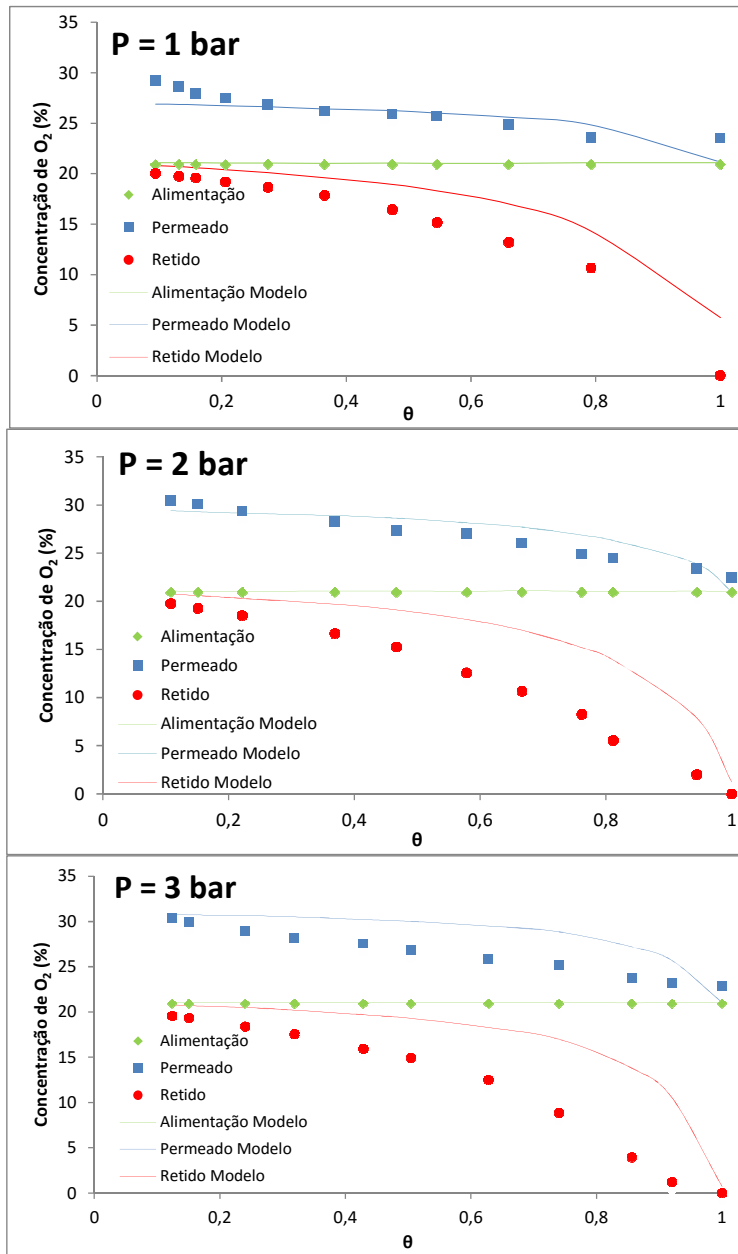 P = 1 bar
Concentração de O₂ (%)
35
30
25
20
15
10
5
0
Alimentação
Permeado
Retido
Alimentação Modelo
Permeado Modelo
Retido Modelo
0 0,2 0,4 0,6 0,8 1
θ
P = 2 bar
Concentração de O₂ (%)
35
30
25
20
15
10
5
0
Alimentação
Permeado
Retido
Alimentação Modelo
Permeado Modelo
Retido Modelo
0 0,2 0,4 0,6 0,8 1
θ
P = 3 bar
Concentração de O₂ (%)
35
30
25
20
15
10
5
0
Alimentação
Permeado
Retido
Alimentação Modelo
Permeado Modelo
Retido Modelo
0 0,2 0,4 0,6 0,8 1
θ